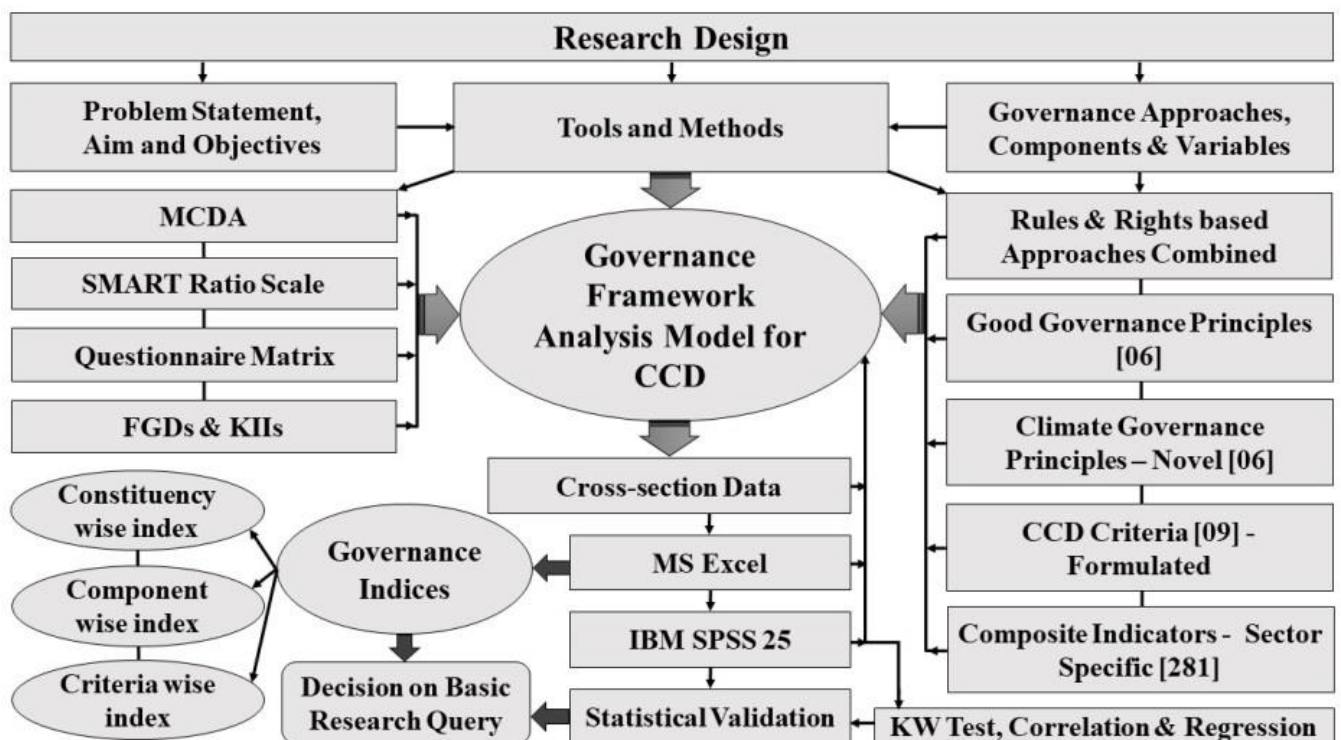 Research Design
Problem Statement,
Aim and Objectives
Tools and Methods
Governance Approaches,
Components & Variables
MCDA
SMART Ratio Scale
Questionnaire Matrix
FGDs & KIIs
Governance
Framework
Analysis Model for
CCD
Rules & Rights based
Approaches Combined
Good Governance Principles
[06]
Climate Governance
Principles – Novel [06]
CCD Criteria [09] -
Formulated
Composite Indicators - Sector
Specific [281]
Cross-section Data
MS Excel
IBM SPSS 25
Statistical Validation
KW Test, Correlation & Regression
Governance
Indices
Decision on Basic
Research Query
Constituency
wise index
Component
wise index
Criteria wise
index